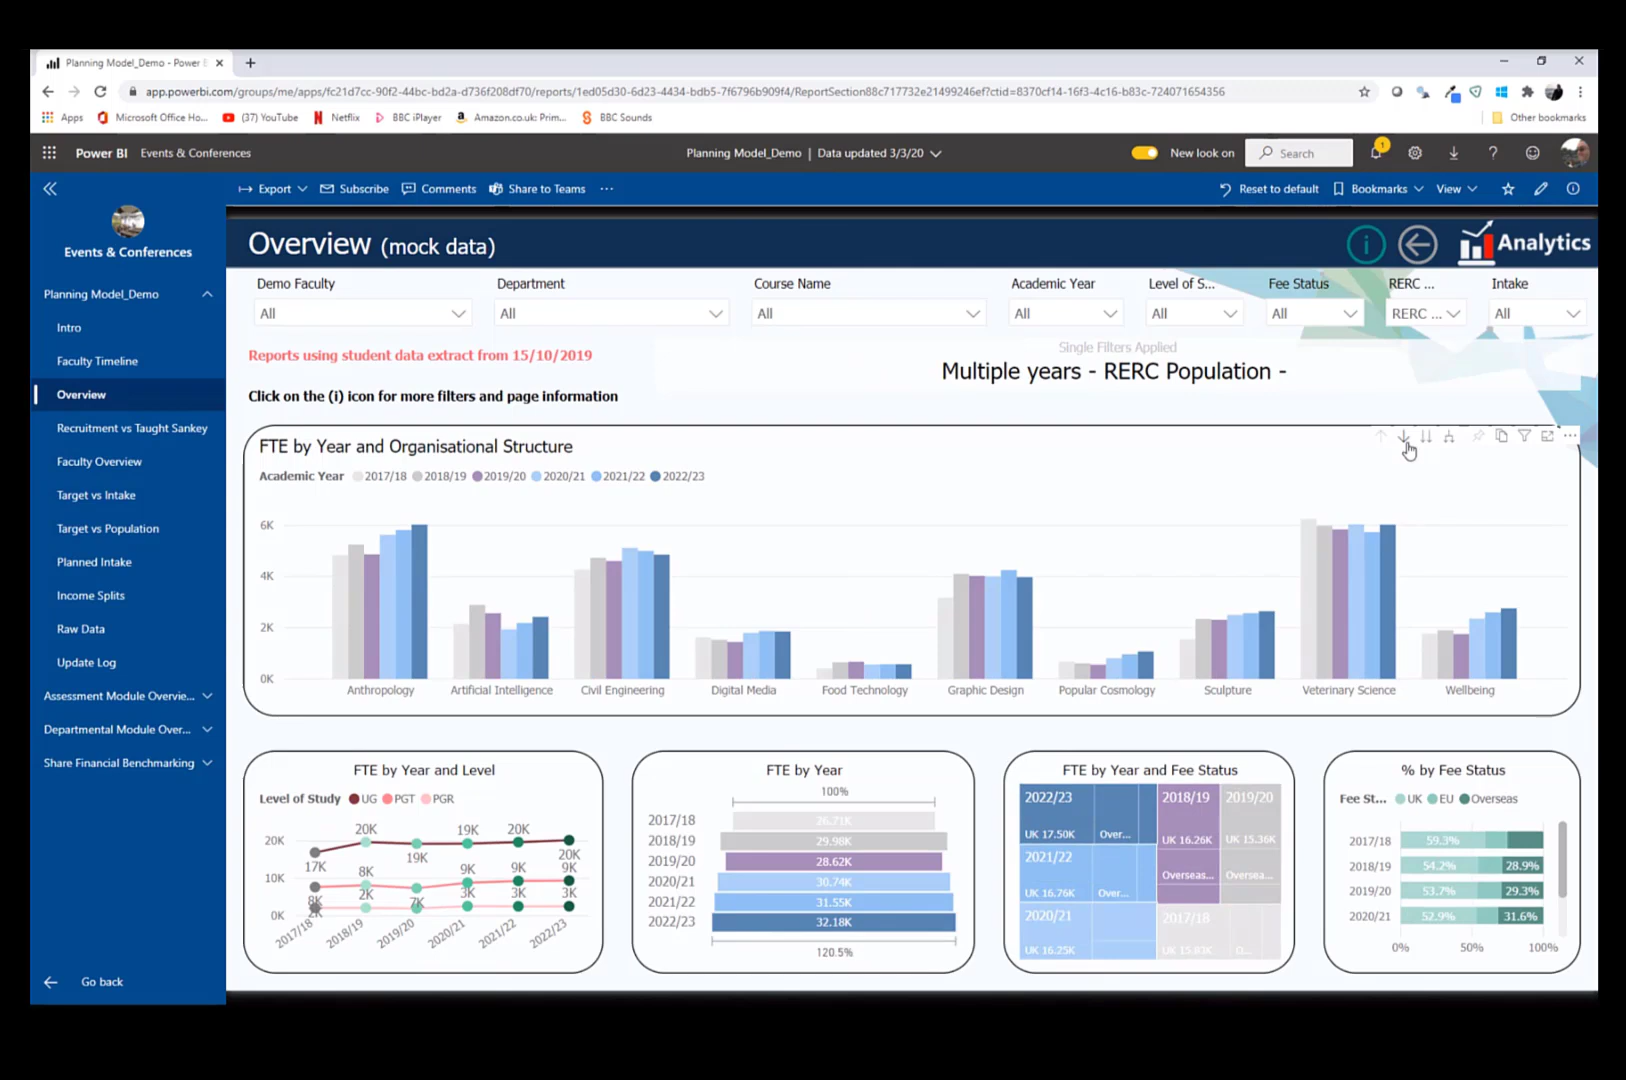 Planning Model_Demo - Power B
app.powerbi.com/groups/me/apps/fc21d7cc-90f2-44bc-bd2a-d736f208df70/reports/1ed05d30-6d23-4434-bdb5-7f6796b909f4/ReportSection88c717732e21499246ef?ctid=8370cf14-16f3-4c16-b83c-724071654356
Apps Microsoft Office Ho... (37) YouTube Netflix BBC iPlayer Amazon.co.uk: Prim... BBC Sounds Other bookmarks
Power BI Events & Conferences Planning Model_Demo | Data updated 3/3/20 New look on Search 1
Export Subscribe Comments Share to Teams ... Reset to default Bookmarks View
Events & Conferences
Planning Model_Demo
Intro
Faculty Timeline
Overview
Recruitment vs Taught Sankey
Faculty Overview
Target vs Intake
Target vs Population
Planned Intake
Income Splits
Raw Data
Update Log
Assessment Module Overvie...
Departmental Module Over...
Share Financial Benchmarking
Go back
Overview (mock data)
Analytics
Demo Faculty Department Course Name Academic Year Level of S... Fee Status RERC ... Intake
All All All All All All RERC ... All
Reports using student data extract from 15/10/2019
Single Filters Applied
Multiple years - RERC Population -
Click on the (i) icon for more filters and page information
FTE by Year and Organisational Structure
Academic Year 2017/18 2018/19 2019/20 2020/21 2021/22 2022/23
6K
4K
2K
0K
Anthropology Artificial Intelligence Civil Engineering Digital Media Food Technology Graphic Design Popular Cosmology Sculpture Veterinary Science Wellbeing
FTE by Year and Level
Level of Study UG PGT PGR
20K
10K
0K
17K 20K 19K 19K 20K 20K
8K 8K 7K 9K 9K 9K
2K 2K 3K 3K 3K
2017/18 2018/19 2019/20 2020/21 2021/22 2022/23
FTE by Year
100%
2017/18 26.71K
2018/19 29.98K
2019/20 28.62K
2020/21 30.74K
2021/22 31.55K
2022/23 32.18K
120.5%
FTE by Year and Fee Status
2022/23
UK 17.50K Over...
2021/22
UK 16.76K Over...
2020/21
UK 16.25K
2018/19
UK 16.26K
Overseas...
2019/20
UK 15.36K
Oversea...
2017/18
UK 15.83K O...
% by Fee Status
Fee St... UK EU Overseas
2017/18 59.3%
2018/19 54.2% 28.9%
2019/20 53.7% 29.3%
2020/21 52.9% 31.6%
0% 50% 100%